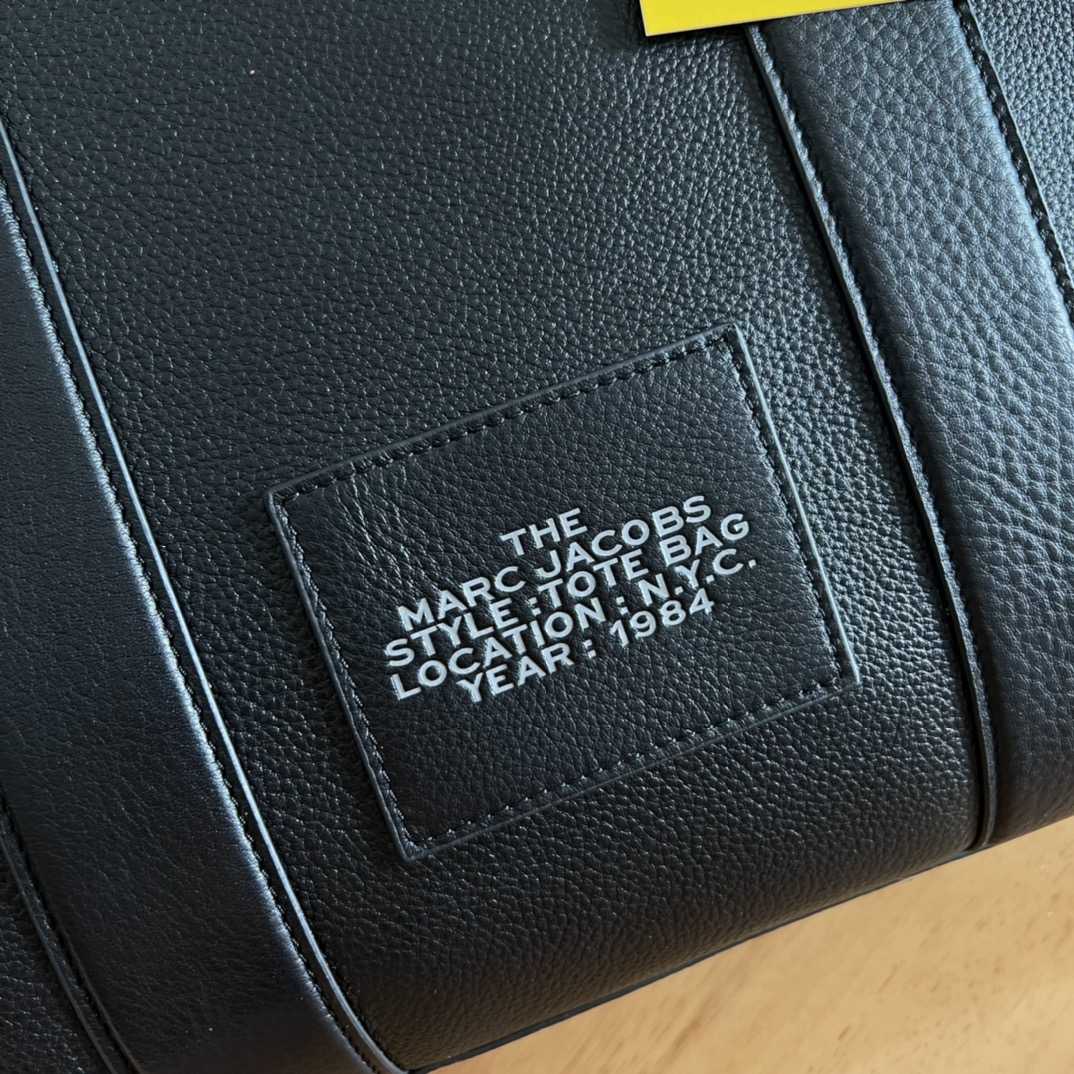 THE
MARC JACOBS
STYLE :TOTE BAG
LOCATION : N.Y.C.
YEAR : 1984